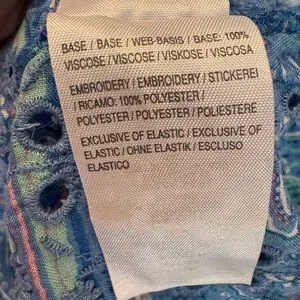 BASE / BASE / WEB-BASIS / BASE: 100%
VISCOSE / VISCOSE / VISKOSE / VISCOSA
EMBROIDERY / EMBROIDERY / STICKEREI
/ RICAMO: 100% POLYESTER /
POLYESTER / POLYESTER / POLIESTERE
EXCLUSIVE OF ELASTIC / EXCLUSIVE OF
ELASTIC / OHNE ELASTIK / ESCLUSO
ELASTICO